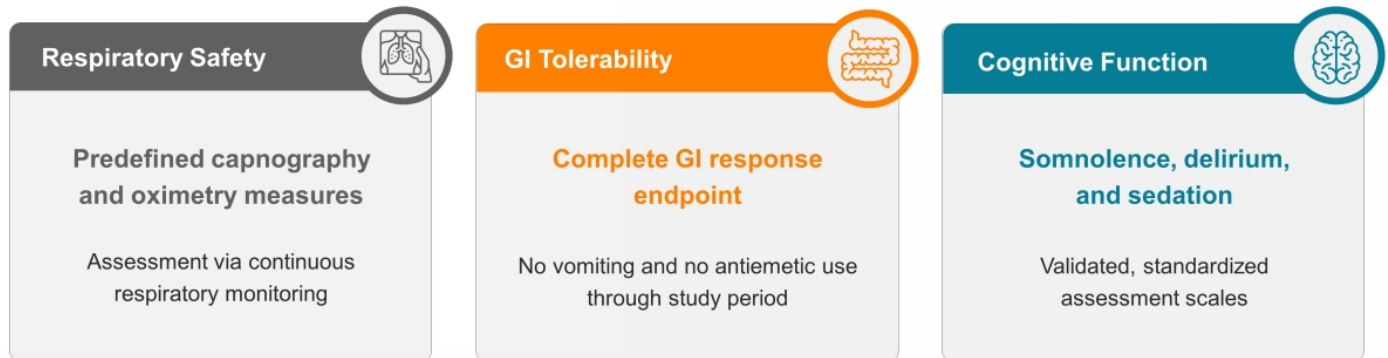 Respiratory Safety
Predefined capnography
and oximetry measures
Assessment via continuous
respiratory monitoring
GI Tolerability
Complete GI response
endpoint
No vomiting and no antiemetic use
through study period
Cognitive Function
Somnolence, delirium,
and sedation
Validated, standardized
assessment scales